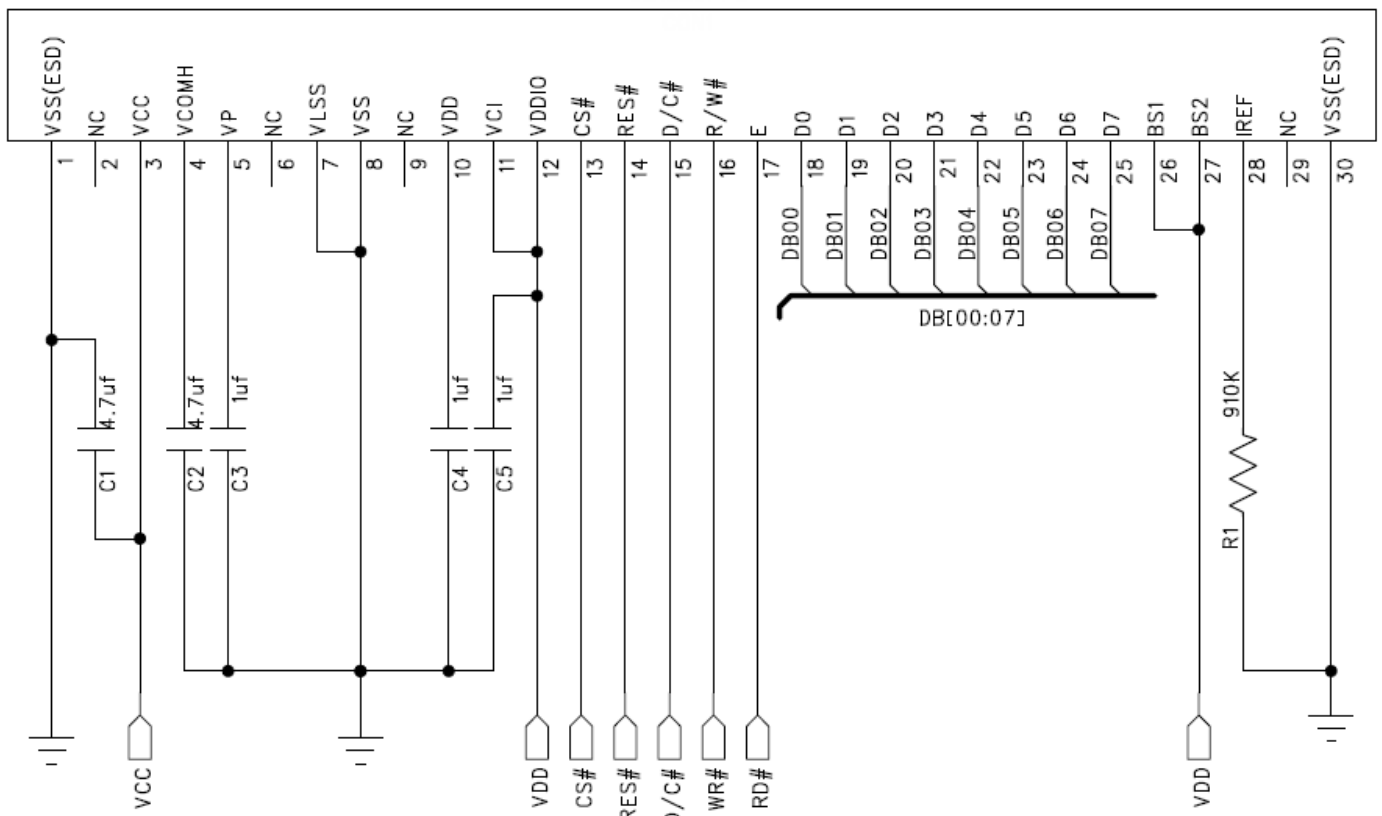 VSS(ESD)
NC
VCC
VCOMH
VP
NC
VLSS
VSS
NC
VDD
VCI
VDDIO
CS#
RES#
D/C#
R/W#
E
D0
D1
D2
D3
D4
D5
D6
D7
BS1
BS2
IREF
NC
VSS(ESD)
1
2
3
4
5
6
7
8
9
10
11
12
13
14
15
16
17
18
19
20
21
22
23
24
25
26
27
28
29
30
DB00
DB01
DB02
DB03
DB04
DB05
DB06
DB07
DB[00:07]
4.7uf
4.7uf
1uf
1uf
1uf
910K
C1
C2
C3
C4
C5
R1
VCC
VDD
CS#
RES#
D/C#
WR#
RD#
VDD